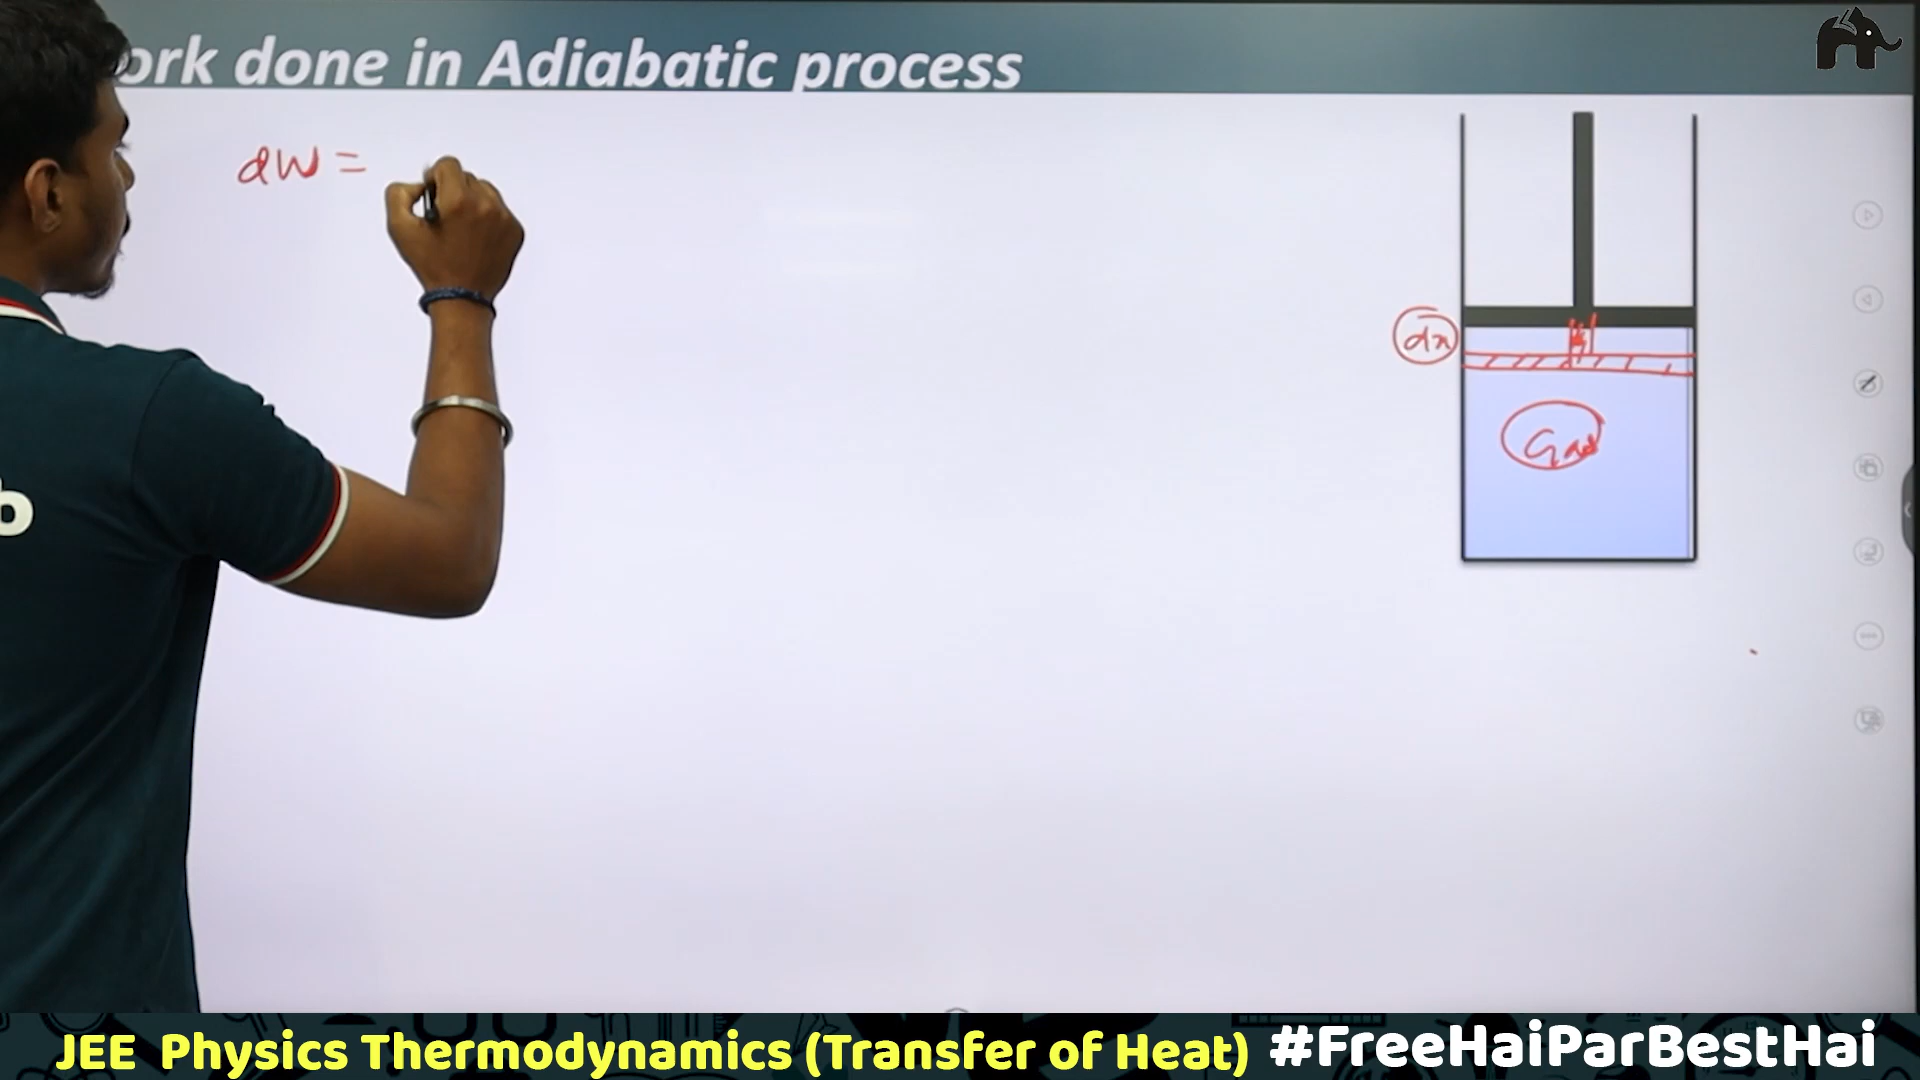 ork done in Adiabatic process
dW =
dx
Gas
b
JEE Physics Thermodynamics (Transfer of Heat) #FreeHaiParBestHai